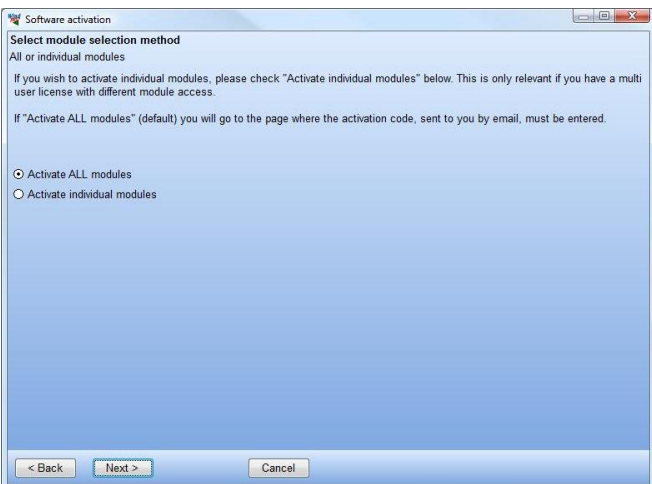 Software activation
Select module selection method
All or individual modules
If you wish to activate individual modules, please check "Activate individual modules" below. This is only relevant if you have a multi
user license with different module access.
If "Activate ALL modules" (default) you will go to the page where the activation code, sent to you by email, must be entered.
Activate ALL modules
Activate individual modules
< Back
Next >
Cancel